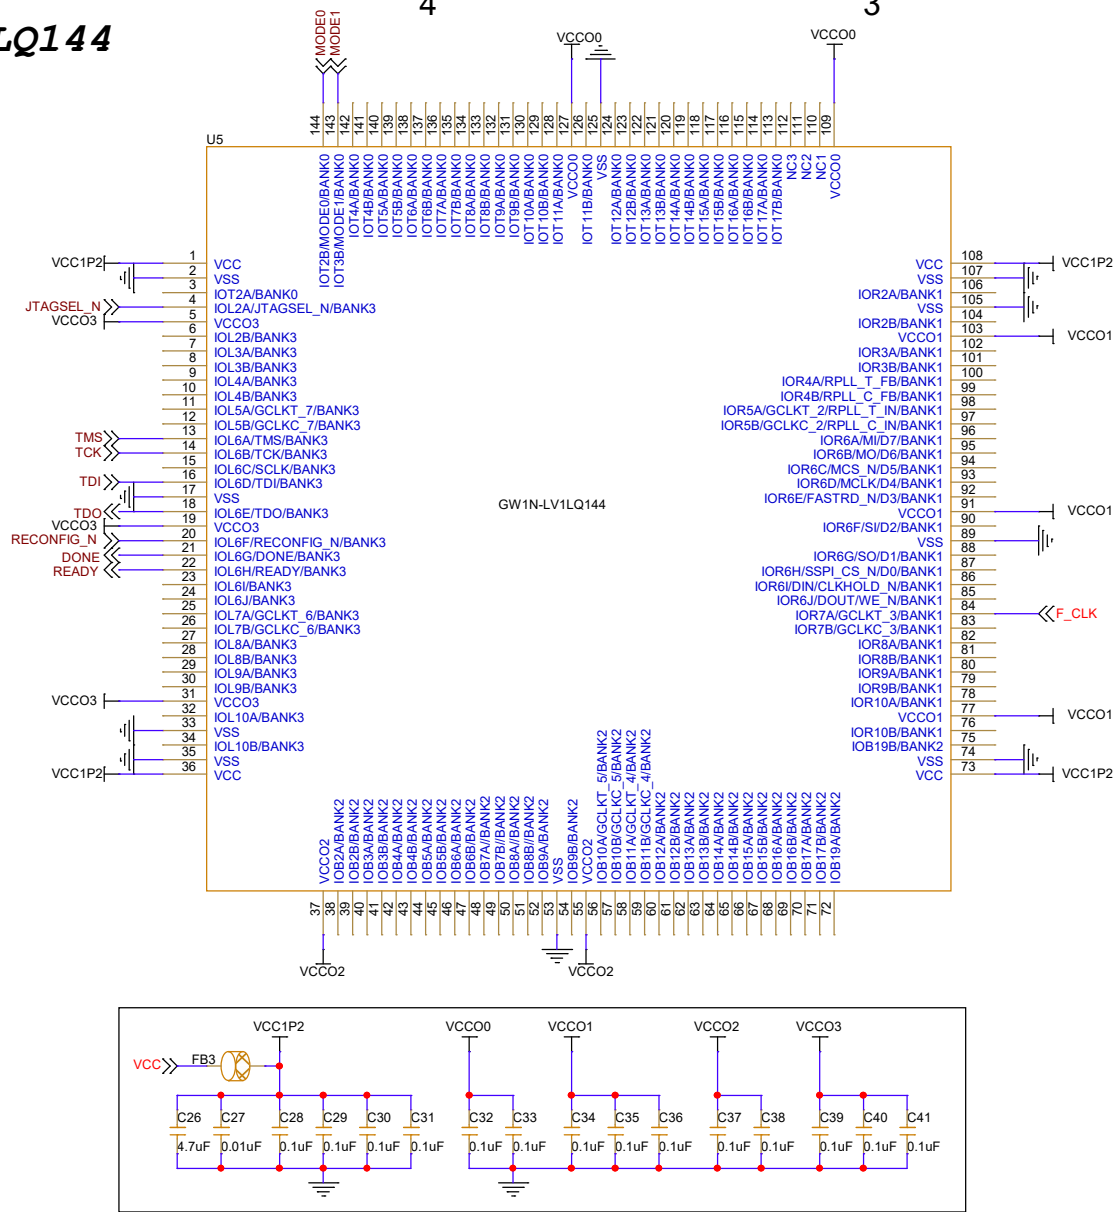 LQ144
4
3
MODE0
MODE1
VCCO0
VCCO0
144
143
142
141
140
139
138
137
136
135
134
133
132
131
130
129
128
127
126
125
124
123
122
121
120
119
118
117
116
115
114
113
112
111
110
109
U5
IOT2B/MODE0/BANK0
IOT3B/MODE1/BANK0
IOT4A/BANK0
IOT4B/BANK0
IOT5A/BANK0
IOT5B/BANK0
IOT6A/BANK0
IOT6B/BANK0
IOT7A/BANK0
IOT7B/BANK0
IOT8A/BANK0
IOT8B/BANK0
IOT9A/BANK0
IOT9B/BANK0
IOT10A/BANK0
IOT10B/BANK0
IOT11A/BANK0
VCCO0
IOT11B/BANK0
VSS
IOT12A/BANK0
IOT12B/BANK0
IOT13A/BANK0
IOT13B/BANK0
IOT14A/BANK0
IOT14B/BANK0
IOT15A/BANK0
IOT15B/BANK0
IOT16A/BANK0
IOT16B/BANK0
IOT17A/BANK0
IOT17B/BANK0
NC3
NC2
NC1
VCCO0
VCC1P2 1 VCC
2 VSS
3 IOT2A/BANK0
JTAGSEL_N 4 IOL2A/JTAGSEL_N/BANK3
VCCO3 5 VCCO3
6 IOL2B/BANK3
7 IOL3A/BANK3
8 IOL3B/BANK3
9 IOL4A/BANK3
10 IOL4B/BANK3
11 IOL5A/GCLKT_7/BANK3
12 IOL5B/GCLKC_7/BANK3
TMS 13 IOL6A/TMS/BANK3
TCK 14 IOL6B/TCK/BANK3
15 IOL6C/SCLK/BANK3
TDI 16 IOL6D/TDI/BANK3
17 VSS
TDO 18 IOL6E/TDO/BANK3
VCCO3 19 VCCO3
RECONFIG_N 20 IOL6F/RECONFIG_N/BANK3
DONE 21 IOL6G/DONE/BANK3
READY 22 IOL6H/READY/BANK3
23 IOL6I/BANK3
24 IOL6J/BANK3
25 IOL7A/GCLKT_6/BANK3
26 IOL7B/GCLKC_6/BANK3
27 IOL8A/BANK3
28 IOL8B/BANK3
29 IOL9A/BANK3
30 IOL9B/BANK3
VCCO3 31 VCCO3
32 IOL10A/BANK3
33 VSS
34 IOL10B/BANK3
35 VSS
VCC1P2 36 VCC
GW1N-LV1LQ144
VCC 108 VCC1P2
VSS 107
IOR2A/BANK1 106
VSS 105
IOR2B/BANK1 104
VCCO1 103 VCCO1
IOR3A/BANK1 102
IOR3B/BANK1 101
IOR4A/RPLL_T_FB/BANK1 100
IOR4B/RPLL_C_FB/BANK1 99
IOR5A/GCLKT_2/RPLL_T_IN/BANK1 98
IOR5B/GCLKC_2/RPLL_C_IN/BANK1 97
IOR6A/MI/D7/BANK1 96
IOR6B/MO/D6/BANK1 95
IOR6C/MCS_N/D5/BANK1 94
IOR6D/MCLK/D4/BANK1 93
IOR6E/FASTRD_N/D3/BANK1 92
VCCO1 91 VCCO1
IOR6F/SI/D2/BANK1 90
VSS 89
IOR6G/SO/D1/BANK1 88
IOR6H/SSPI_CS_N/D0/BANK1 87
IOR6I/DIN/CLKHOLD_N/BANK1 86
IOR6J/DOUT/WE_N/BANK1 85
IOR7A/GCLKT_3/BANK1 84 F_CLK
IOR7B/GCLKC_3/BANK1 83
IOR8A/BANK1 82
IOR8B/BANK1 81
IOR9A/BANK1 80
IOR9B/BANK1 79
IOR10A/BANK1 78
VCCO1 77 VCCO1
IOR10B/BANK1 76
IOB19B/BANK2 75
VSS 74
VCC 73 VCC1P2
VCCO2
IOB2A/BANK2
IOB2B/BANK2
IOB3A/BANK2
IOB3B/BANK2
IOB4A/BANK2
IOB4B/BANK2
IOB5A/BANK2
IOB5B/BANK2
IOB6A/BANK2
IOB6B/BANK2
IOB7A//BANK2
IOB7B//BANK2
IOB8A//BANK2
IOB8B//BANK2
IOB9A/BANK2
VSS
IOB9B/BANK2
VCCO2
IOB10A/GCLKT_5/BANK2
IOB10B/GCLKC_5/BANK2
IOB11A/GCLKT_4/BANK2
IOB11B/GCLKC_4/BANK2
IOB12A/BANK2
IOB12B/BANK2
IOB13A/BANK2
IOB13B/BANK2
IOB14A/BANK2
IOB14B/BANK2
IOB15A/BANK2
IOB15B/BANK2
IOB16A/BANK2
IOB16B/BANK2
IOB17A/BANK2
IOB17B/BANK2
IOB19A/BANK2
37
38
39
40
41
42
43
44
45
46
47
48
49
50
51
52
53
54
55
56
57
58
59
60
61
62
63
64
65
66
67
68
69
70
71
72
VCCO2
VCCO2
VCC1P2 VCCO0 VCCO1 VCCO2 VCCO3
VCC FB3
C26 C27 C28 C29 C30 C31 C32 C33 C34 C35 C36 C37 C38 C39 C40 C41
4.7uF 0.01uF 0.1uF 0.1uF 0.1uF 0.1uF 0.1uF 0.1uF 0.1uF 0.1uF 0.1uF 0.1uF 0.1uF 0.1uF 0.1uF 0.1uF